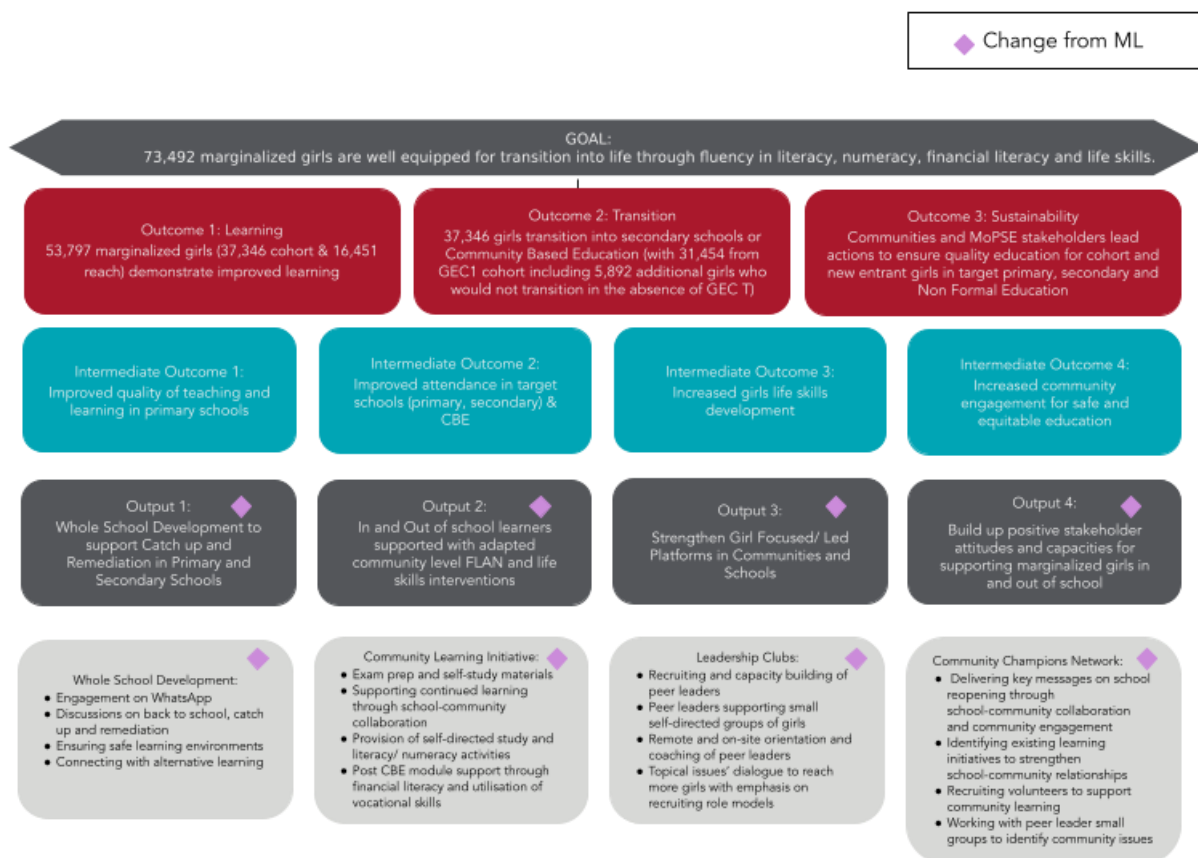 Change from ML
GOAL:
73,492 marginalized girls are well equipped for transition into life through fluency in literacy, numeracy, financial literacy and life skills.
Outcome 1: Learning
53,797 marginalized girls (37,346 cohort & 16,451
reach) demonstrate improved learning
Outcome 2: Transition
37,346 girls transition into secondary schools or
Community Based Education (with 31,454 from
GEC1 cohort including 5,892 additional girls who
would not transition in the absence of GEC T)
Outcome 3: Sustainability
Communities and MoPSE stakeholders lead
actions to ensure quality education for cohort and
new entrant girls in target primary, secondary and
Non Formal Education
Intermediate Outcome 1:
Improved quality of teaching and
learning in primary schools
Intermediate Outcome 2:
Improved attendance in target
schools (primary, secondary) &
CBE
Intermediate Outcome 3:
Increased girls life skills
development
Intermediate Outcome 4:
Increased community
engagement for safe and
equitable education
Output 1:
Whole School Development to
support Catch up and
Remediation in Primary and
Secondary Schools
Output 2:
In and Out of school learners
supported with adapted
community level FLAN and life
skills interventions
Output 3:
Strengthen Girl Focused/ Led
Platforms in Communities and
Schools
Output 4:
Build up positive stakeholder
attitudes and capacities for
supporting marginalized girls in
and out of school
Whole School Development:
● Engagement on WhatsApp
● Discussions on back to school, catch
up and remediation
● Ensuring safe learning environments
● Connecting with alternative learning
Community Learning Initiative:
● Exam prep and self-study materials
● Supporting continued learning
through school-community
collaboration
● Provision of self-directed study and
literacy/ numeracy activities
● Post CBE module support through
financial literacy and utilisation of
vocational skills
Leadership Clubs:
● Recruiting and capacity building of
peer leaders
● Peer leaders supporting small
self-directed groups of girls
● Remote and on-site orientation and
coaching of peer leaders
● Topical issues' dialogue to reach
more girls with emphasis on
recruiting role models
Community Champions Network:
● Delivering key messages on school
reopening through
school-community collaboration
and community engagement
● Identifying existing learning
initiatives to strengthen
school-community relationships
● Recruiting volunteers to support
community learning
● Working with peer leader small
groups to identify community issues